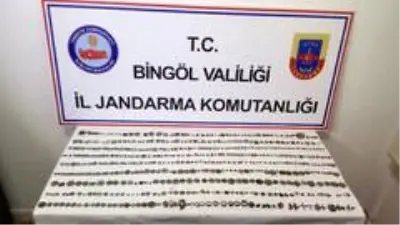 T.C.
BİNGÖL VALİLİĞİ
İL JANDARMA KOMUTANLIĞI